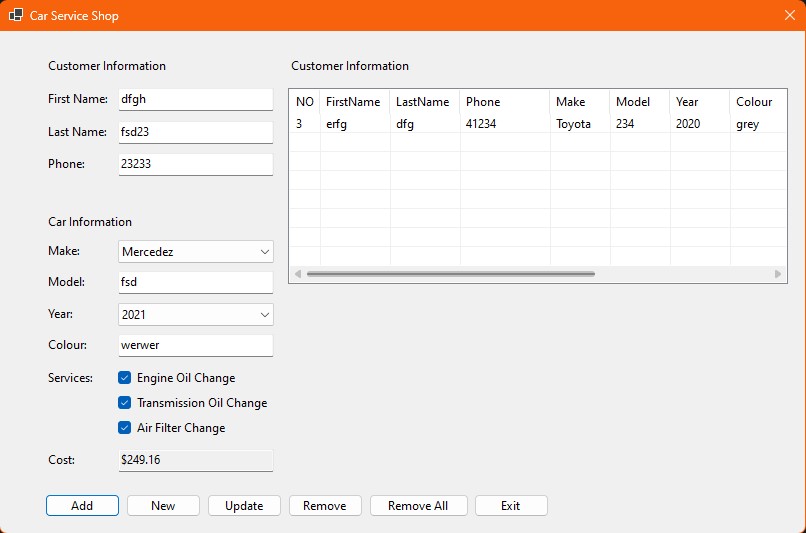 Car Service Shop
Customer Information
First Name: dfgh
Last Name: fsd23
Phone: 23233
Car Information
Make: Mercedez
Model: fsd
Year: 2021
Colour: werwer
Services: Engine Oil Change
Transmission Oil Change
Air Filter Change
Cost: $249.16
Customer Information
NO FirstName LastName Phone Make Model Year Colour
3 erfg dfg 41234 Toyota 234 2020 grey
Add New Update Remove Remove All Exit